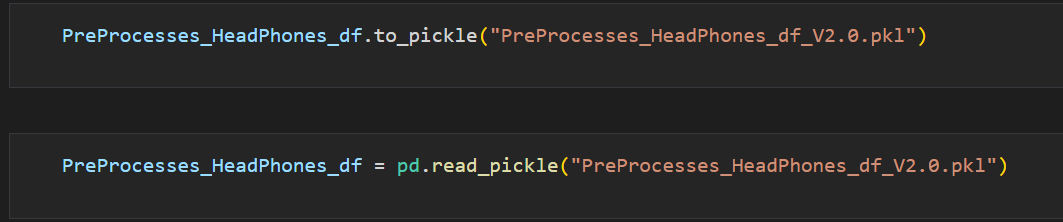 PreProcesses_HeadPhones_df.to_pickle("PreProcesses_HeadPhones_df_V2.0.pkl")
PreProcesses_HeadPhones_df = pd.read_pickle("PreProcesses_HeadPhones_df_V2.0.pkl")